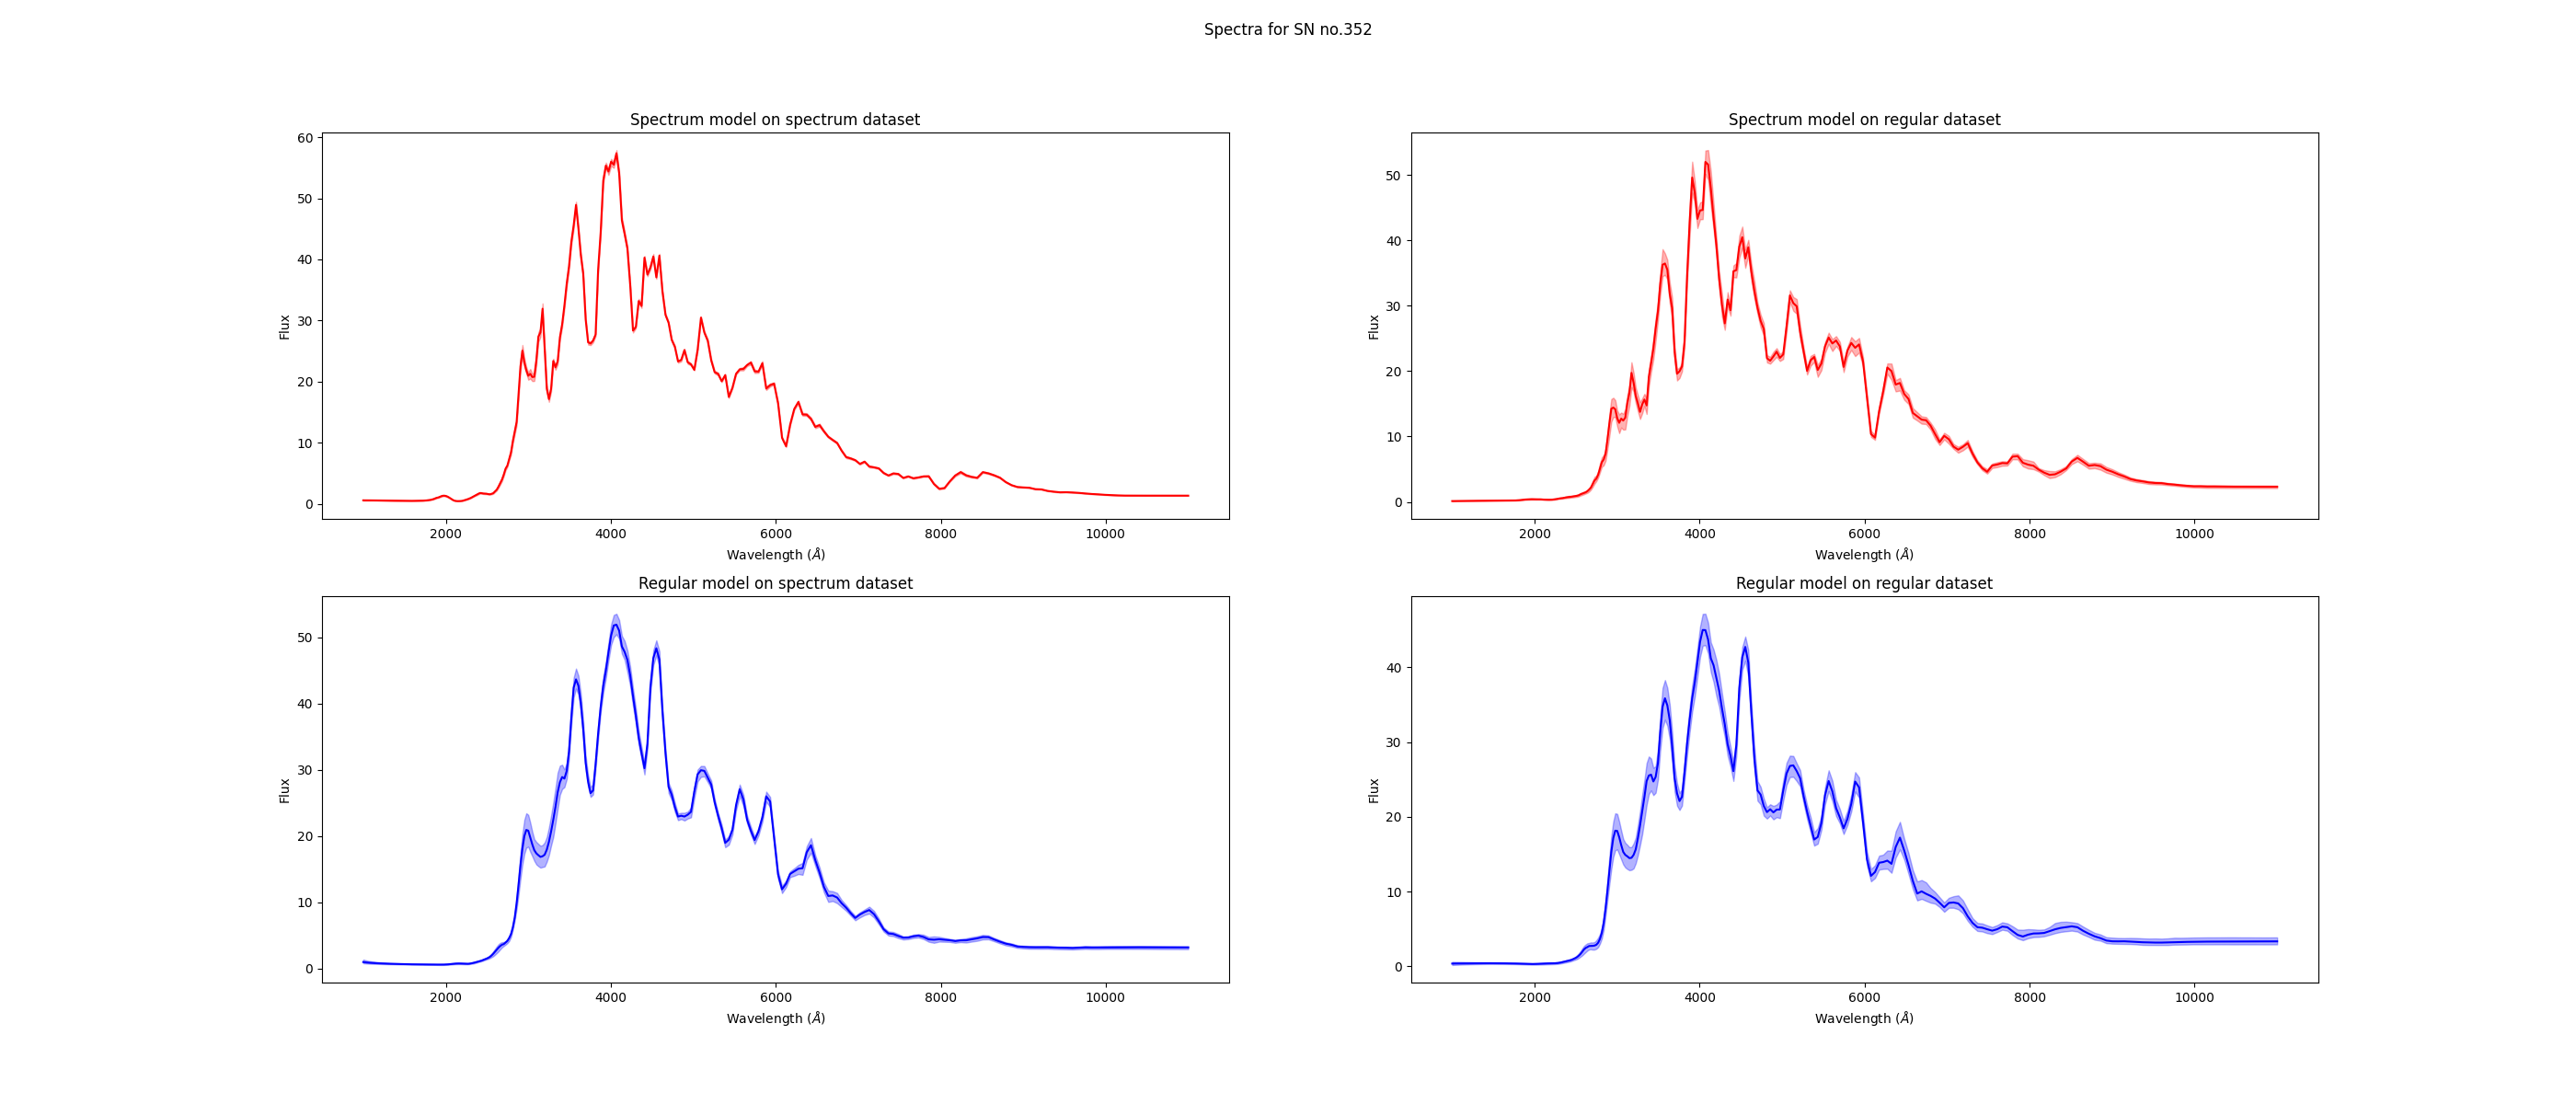 Spectra for SN no.352
Spectrum model on spectrum dataset
60
50
40
30
20
10
0
Flux
2000 4000 6000 8000 10000
Wavelength (Å)
Spectrum model on regular dataset
50
40
30
20
10
0
Flux
2000 4000 6000 8000 10000
Wavelength (Å)
Regular model on spectrum dataset
50
40
30
20
10
0
Flux
2000 4000 6000 8000 10000
Wavelength (Å)
Regular model on regular dataset
40
30
20
10
0
Flux
2000 4000 6000 8000 10000
Wavelength (Å)